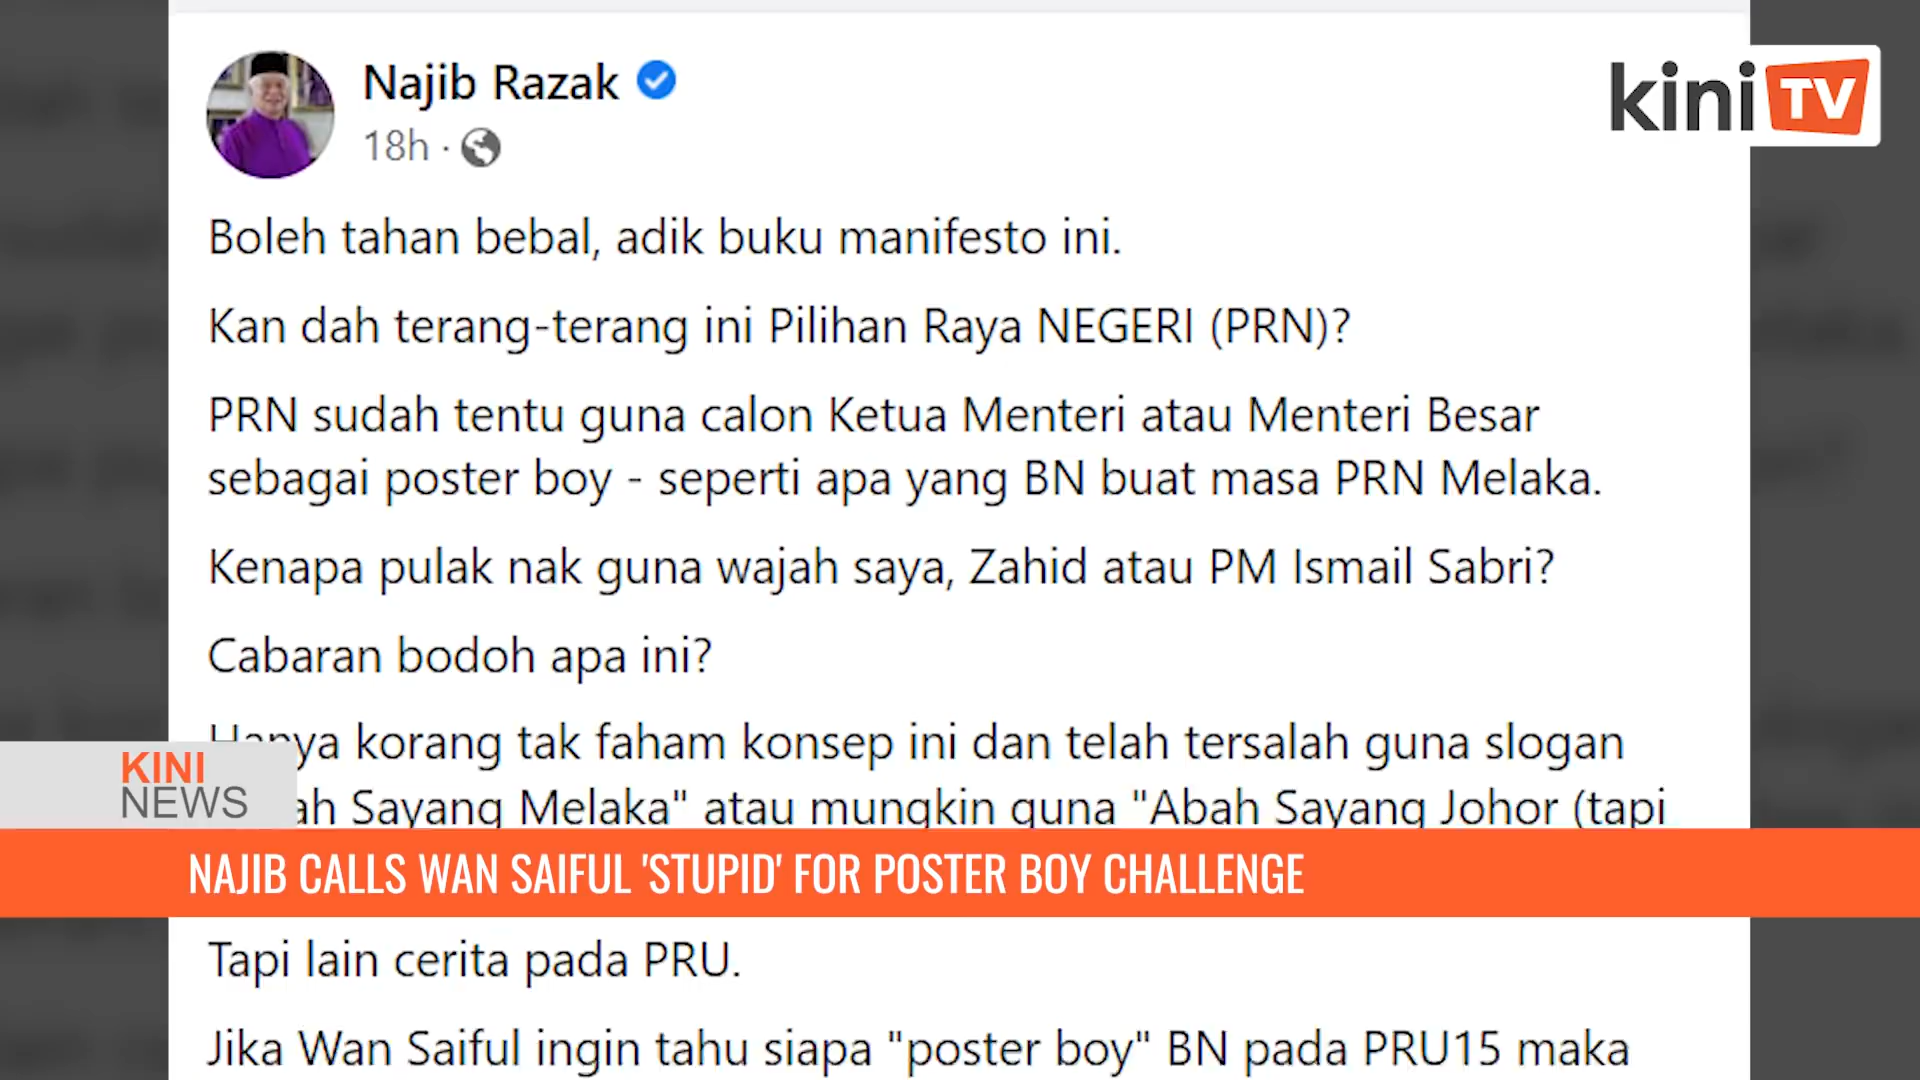 Najib Razak
18h ·
kini TV
Boleh tahan bebal, adik buku manifesto ini.
Kan dah terang-terang ini Pilihan Raya NEGERI (PRN)?
PRN sudah tentu guna calon Ketua Menteri atau Menteri Besar
sebagai poster boy - seperti apa yang BN buat masa PRN Melaka.
Kenapa pulak nak guna wajah saya, Zahid atau PM Ismail Sabri?
Cabaran bodoh apa ini?
Hanya korang tak faham konsep ini dan telah tersalah guna slogan
ah Sayang Melaka" atau mungkin guna "Abah Sayang Johor (tapi
KINI
NEWS
NAJIB CALLS WAN SAIFUL 'STUPID' FOR POSTER BOY CHALLENGE
Tapi lain cerita pada PRU.
Jika Wan Saiful ingin tahu siapa "poster boy" BN pada PRU15 maka